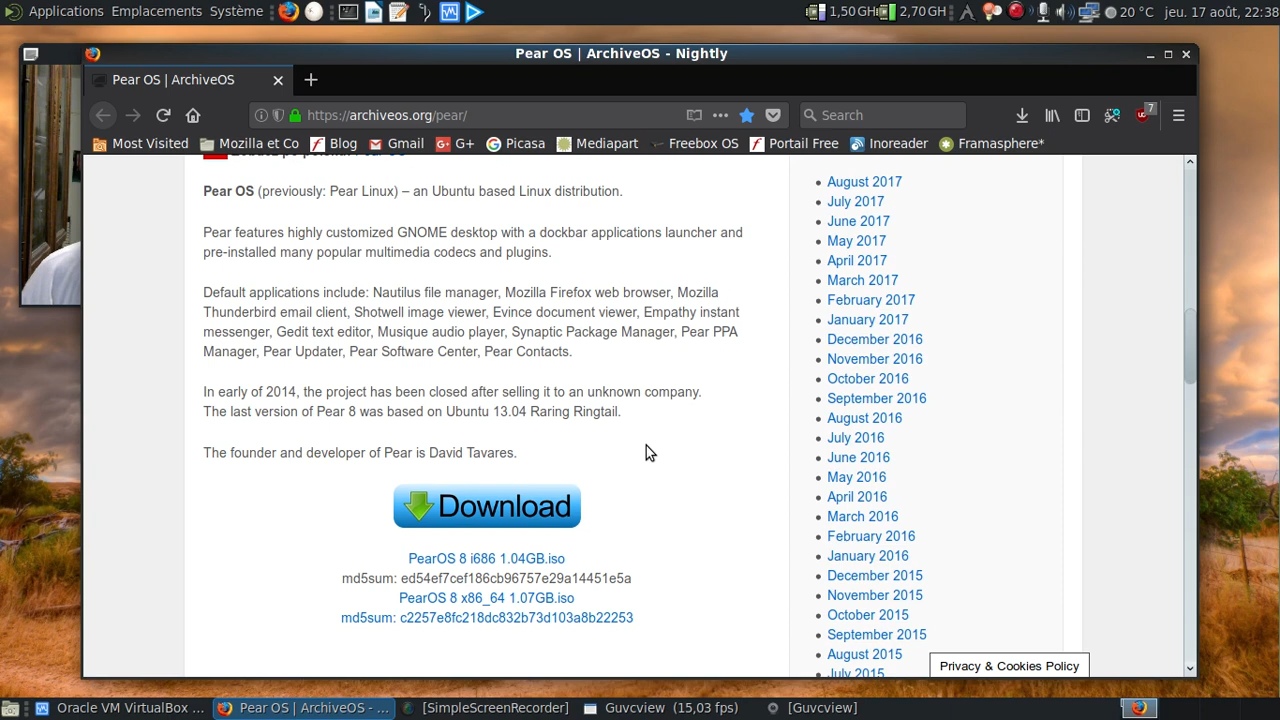 Applications Emplacements Système 1,50 GH 2,70 GH 20 °C jeu. 17 août, 22:38
Pear OS | ArchiveOS - Nightly
Pear OS | ArchiveOS
https://archiveos.org/pear/
Search
7
Most Visited Mozilla et Co Blog Gmail G+ Picasa Mediapart Freebox OS Portail Free Inoreader Framasphere*
Pear OS (previously: Pear Linux) – an Ubuntu based Linux distribution.
Pear features highly customized GNOME desktop with a dockbar applications launcher and
pre-installed many popular multimedia codecs and plugins.
Default applications include: Nautilus file manager, Mozilla Firefox web browser, Mozilla
Thunderbird email client, Shotwell image viewer, Evince document viewer, Empathy instant
messenger, Gedit text editor, Musique audio player, Synaptic Package Manager, Pear PPA
Manager, Pear Updater, Pear Software Center, Pear Contacts.
In early of 2014, the project has been closed after selling it to an unknown company.
The last version of Pear 8 was based on Ubuntu 13.04 Raring Ringtail.
The founder and developer of Pear is David Tavares.
Download
PearOS 8 i686 1.04GB.iso
md5sum: ed54ef7cef186cb96757e29a14451e5a
PearOS 8 x86_64 1.07GB.iso
md5sum: c2257e8fc218dc832b73d103a8b22253
August 2017
July 2017
June 2017
May 2017
April 2017
March 2017
February 2017
January 2017
December 2016
November 2016
October 2016
September 2016
August 2016
July 2016
June 2016
May 2016
April 2016
March 2016
February 2016
January 2016
December 2015
November 2015
October 2015
September 2015
August 2015
July 2015
Privacy & Cookies Policy
Oracle VM VirtualBox ... Pear OS | ArchiveOS - ... [SimpleScreenRecorder] Guvcview (15,03 fps) [Guvcview]